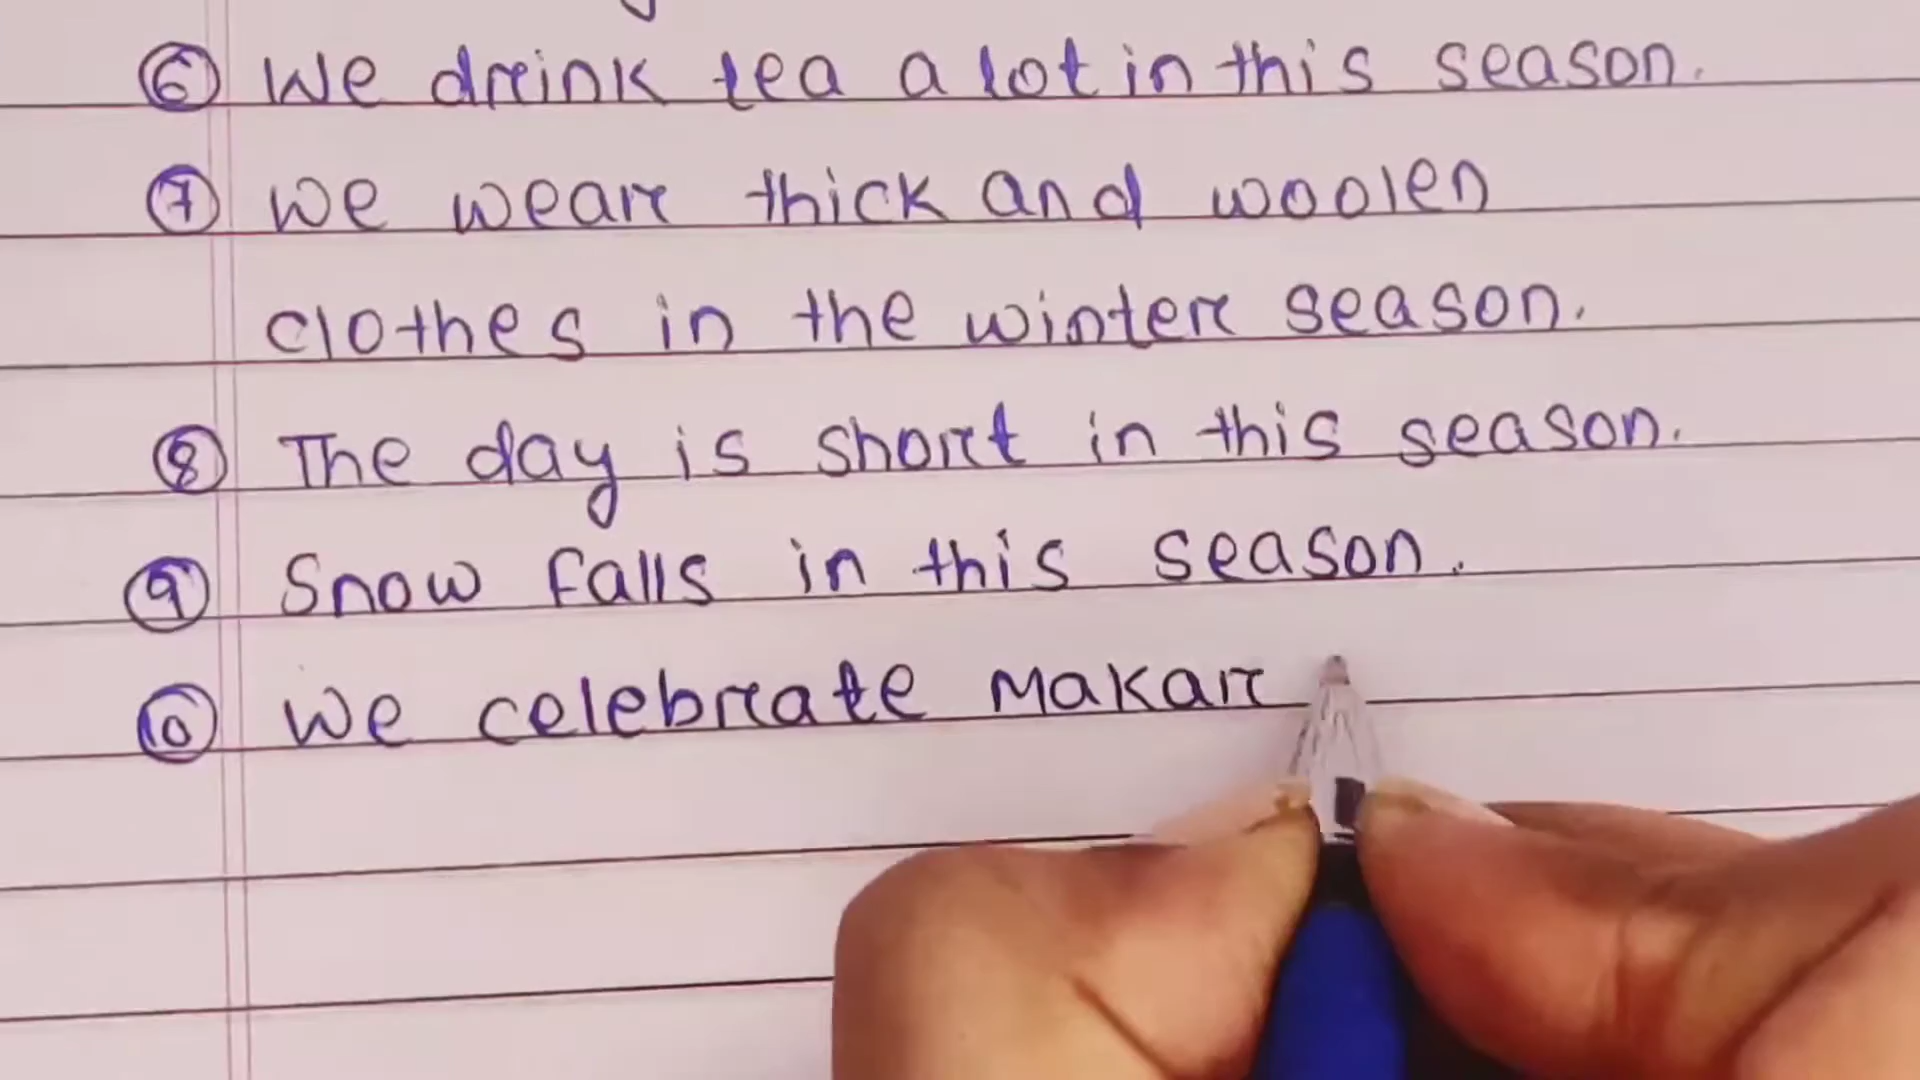 ⑥ We drink tea a lot in this season.
⑦ We wear thick and woolen
clothes in the winter season.
⑧ The day is short in this season.
⑨ Snow falls in this season.
⑩ We celebrate Makar